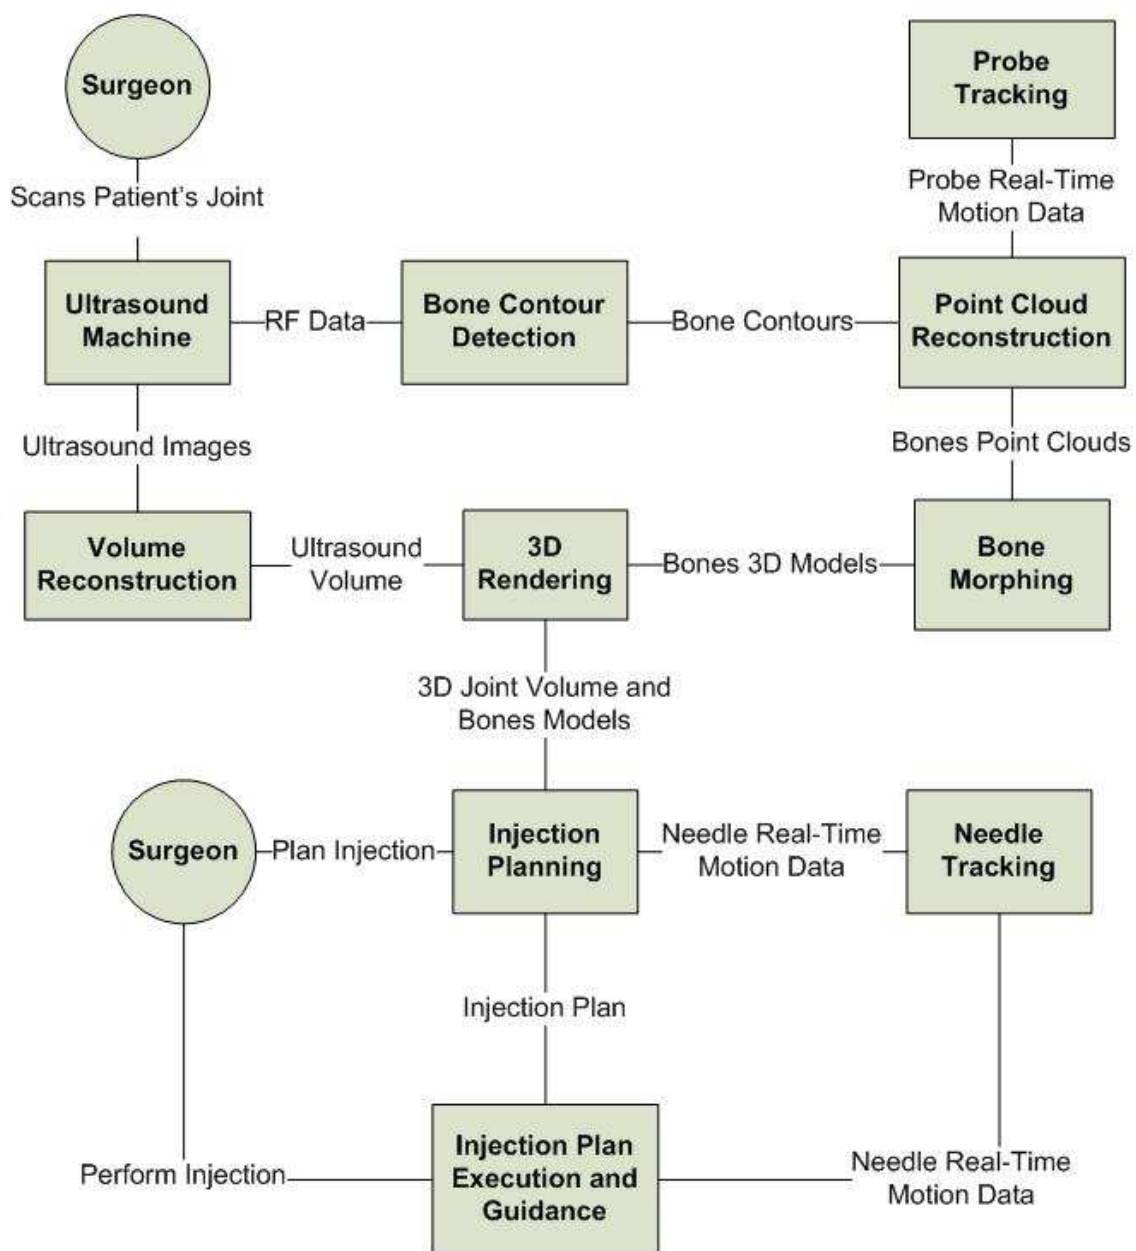 Surgeon
Probe
Tracking
Scans Patient's Joint
Probe Real-Time
Motion Data
Ultrasound
Machine
RF Data
Bone Contour
Detection
Bone Contours
Point Cloud
Reconstruction
Ultrasound Images
Bones Point Clouds
Volume
Reconstruction
Ultrasound
Volume
3D
Rendering
Bones 3D Models
Bone
Morphing
3D Joint Volume and
Bones Models
Surgeon
Plan Injection
Injection
Planning
Needle Real-Time
Motion Data
Needle
Tracking
Injection Plan
Perform Injection
Injection Plan
Execution and
Guidance
Needle Real-Time
Motion Data